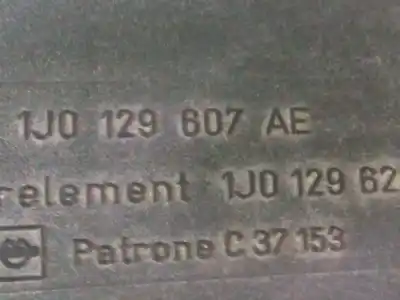 1J0 129 607 AE
relement 1J0 129 62
Patrone C 37 153